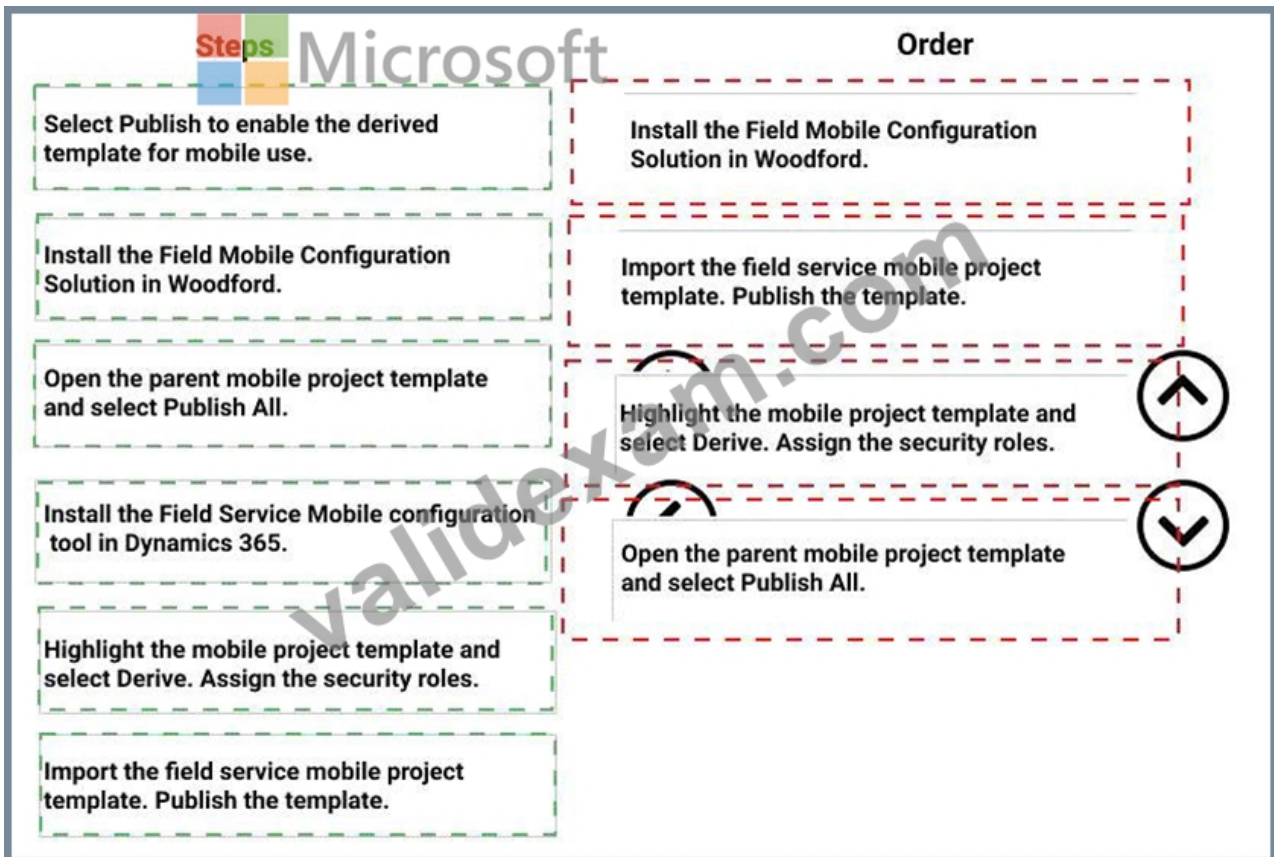 Steps
Microsoft
Order
Select Publish to enable the derived
template for mobile use.
Install the Field Mobile Configuration
Solution in Woodford.
Open the parent mobile project template
and select Publish All.
Install the Field Service Mobile configuration
tool in Dynamics 365.
Highlight the mobile project template and
select Derive. Assign the security roles.
Import the field service mobile project
template. Publish the template.
Install the Field Mobile Configuration
Solution in Woodford.
Import the field service mobile project
template. Publish the template.
Highlight the mobile project template and
select Derive. Assign the security roles.
Open the parent mobile project template
and select Publish All.
validexam.com